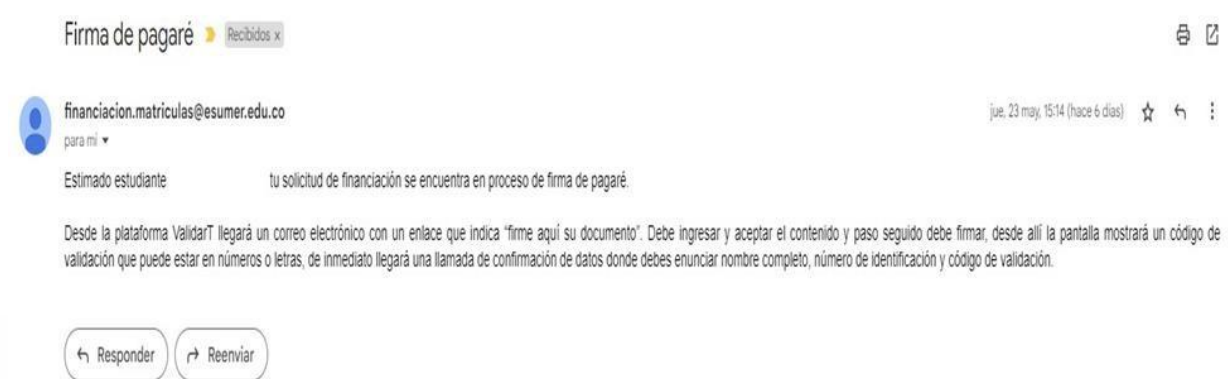 Firma de pagaré Recibidos x
financiacion.matriculas@esumer.edu.co jue, 23 may, 15:14 (hace 6 días)
para mí
Estimado estudiante tu solicitud de financiación se encuentra en proceso de firma de pagaré.
Desde la plataforma ValidarT llegará un correo electrónico con un enlace que indica “firme aquí su documento”. Debe ingresar y aceptar el contenido y paso seguido debe firmar, desde allí la pantalla mostrará un código de
validación que puede estar en números o letras, de inmediato llegará una llamada de confirmación de datos donde debes enunciar nombre completo, número de identificación y código de validación.
Responder Reenviar